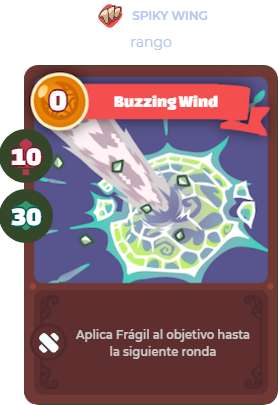 SPIKY WING
rango
0
Buzzing Wind
10
30
Aplica Frágil al objetivo hasta
la siguiente ronda